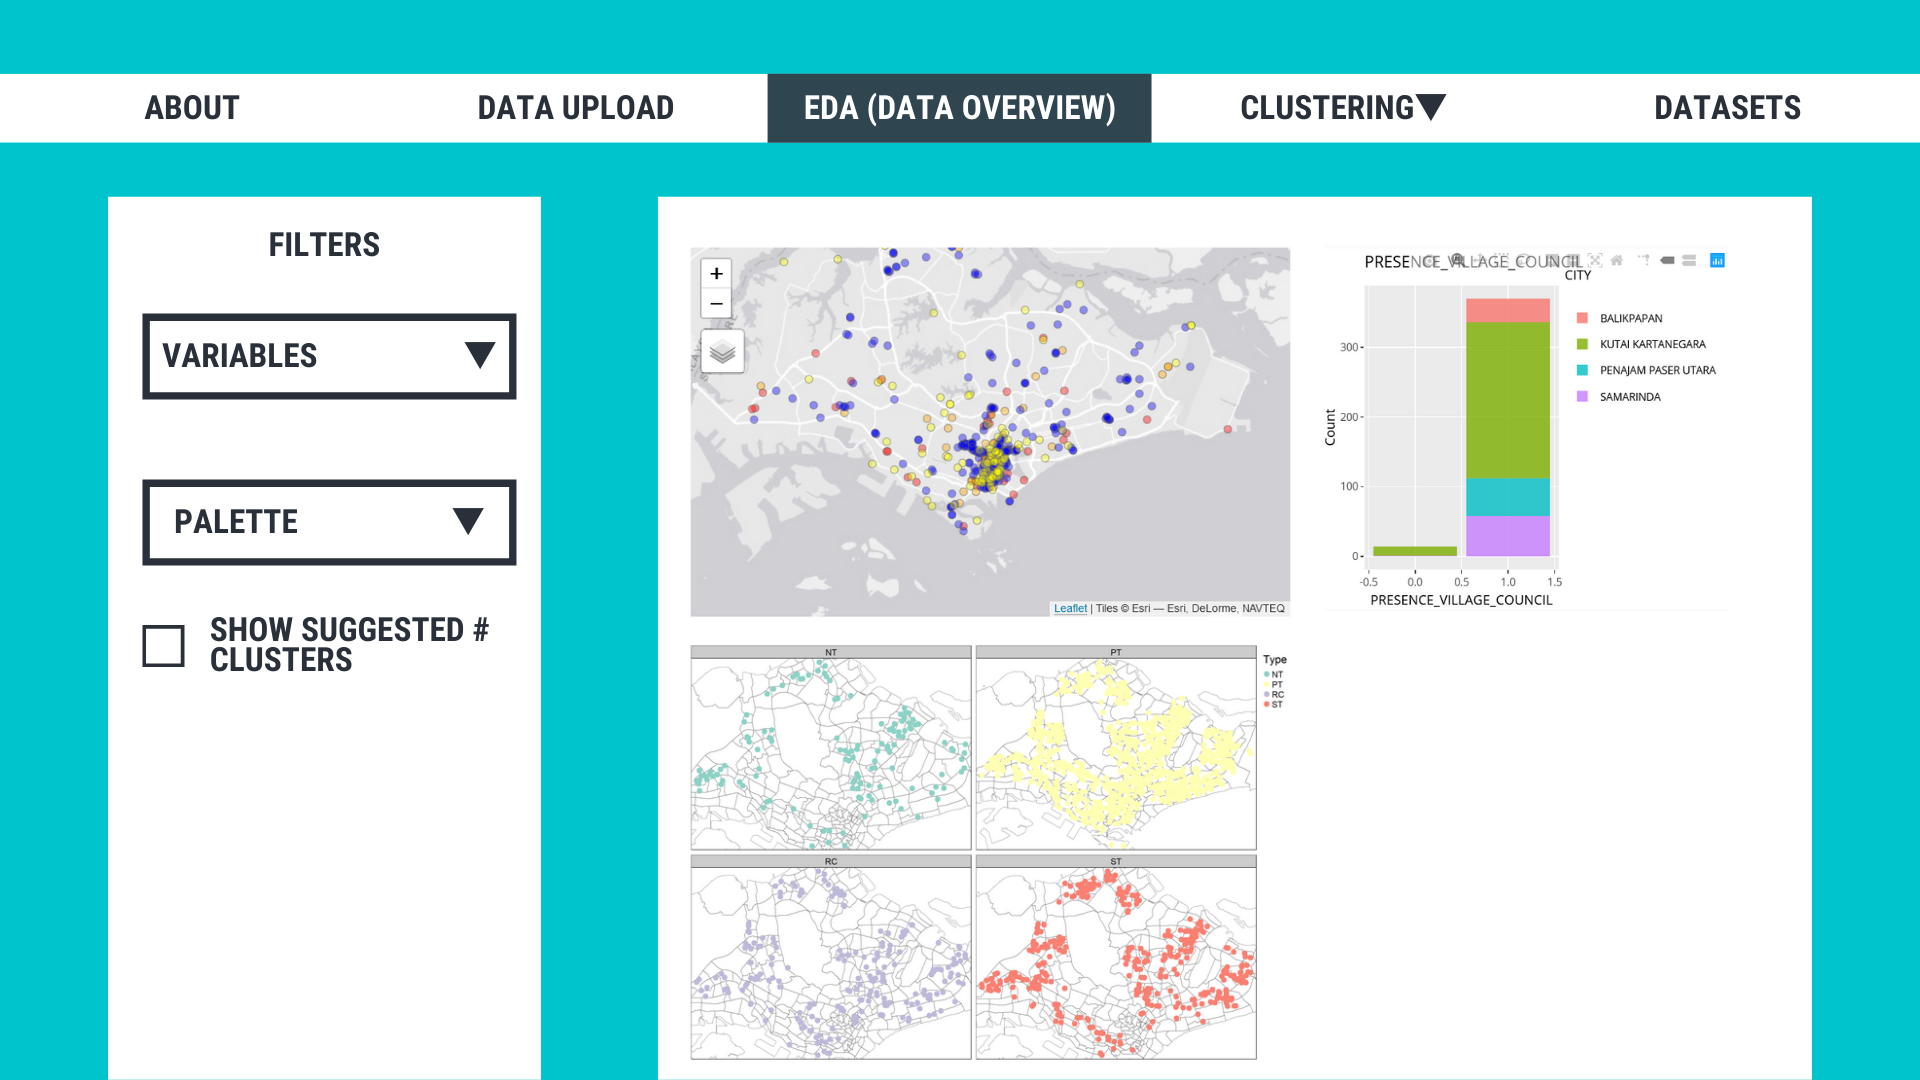 ABOUT
DATA UPLOAD
EDA (DATA OVERVIEW)
CLUSTERING
DATASETS
FILTERS
VARIABLES
PALETTE
SHOW SUGGESTED #
CLUSTERS
+
−
Leaflet | Tiles © Esri — Esri, DeLorme, NAVTEQ
PRESENCE_VILLAGE_COUNCIL
CITY
BALIKPAPAN
KUTAI KARTANEGARA
PENAJAM PASER UTARA
SAMARINDA
Count
300
200
100
0
-0.5 0.0 0.5 1.0 1.5
PRESENCE_VILLAGE_COUNCIL
NT
PT
RC
ST
Type
NT
PT
RC
ST